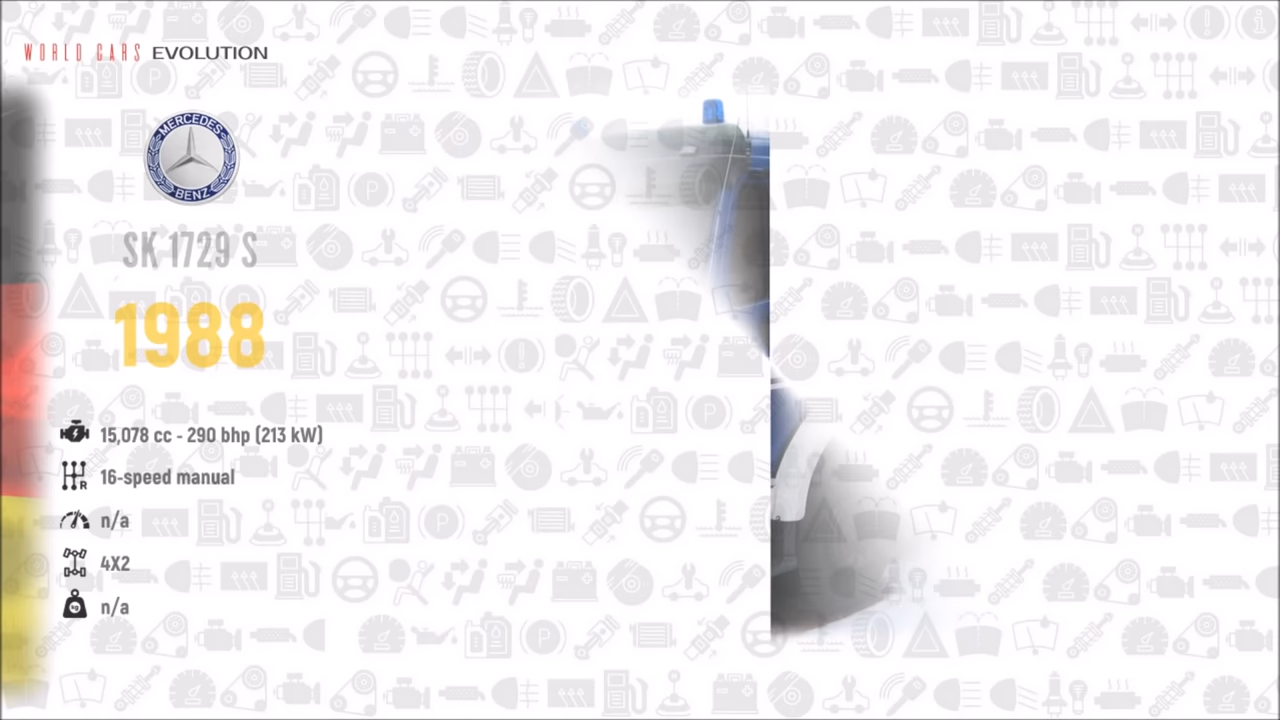 WORLD CARS EVOLUTION
MERCEDES
BENZ
SK 1729 S
1988
15,078 cc - 290 bhp (213 kW)
R
16-speed manual
n/a
4X2
kg
n/a